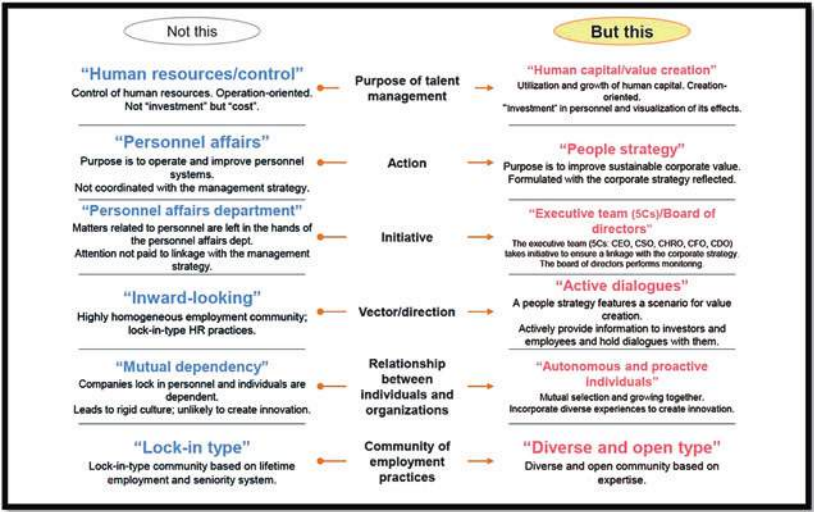 Not this
But this
“Human resources/control”
Control of human resources. Operation-oriented.
Not “investment” but “cost”.
Purpose of talent
management
“Human capital/value creation”
Utilization and growth of human capital. Creation-
oriented.
“Investment” in personnel and visualization of its effects.
“Personnel affairs”
Purpose is to operate and improve personnel
systems.
Not coordinated with the management strategy.
Action
“People strategy”
Purpose is to improve sustainable corporate value.
Formulated with the corporate strategy reflected.
“Personnel affairs department”
Matters related to personnel are left in the hands of
the personnel affairs dept.
Attention not paid to linkage with the management
strategy.
Initiative
“Executive team (5Cs)/Board of
directors”
The executive team (5Cs: CEO, CSO, CHRO, CFO, CDO)
takes initiative to ensure a linkage with the corporate strategy.
The board of directors performs monitoring.
“Inward-looking”
Highly homogeneous employment community;
lock-in-type HR practices.
Vector/direction
“Active dialogues”
A people strategy features a scenario for value
creation.
Actively provide information to investors and
employees and hold dialogues with them.
“Mutual dependency”
Companies lock in personnel and individuals are
dependent.
Leads to rigid culture; unlikely to create innovation.
Relationship
between
individuals and
organizations
“Autonomous and proactive
individuals”
Mutual selection and growing together.
Incorporate diverse experiences to create innovation.
“Lock-in type”
Lock-in-type community based on lifetime
employment and seniority system.
Community of
employment
practices
“Diverse and open type”
Diverse and open community based on
expertise.